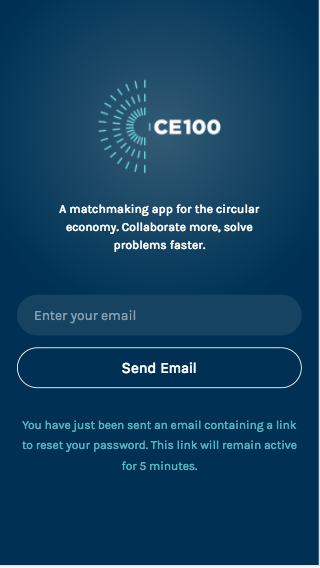 CE100
A matchmaking app for the circular
economy. Collaborate more, solve
problems faster.
Enter your email
Send Email
You have just been sent an email containing a link
to reset your password. This link will remain active
for 5 minutes.